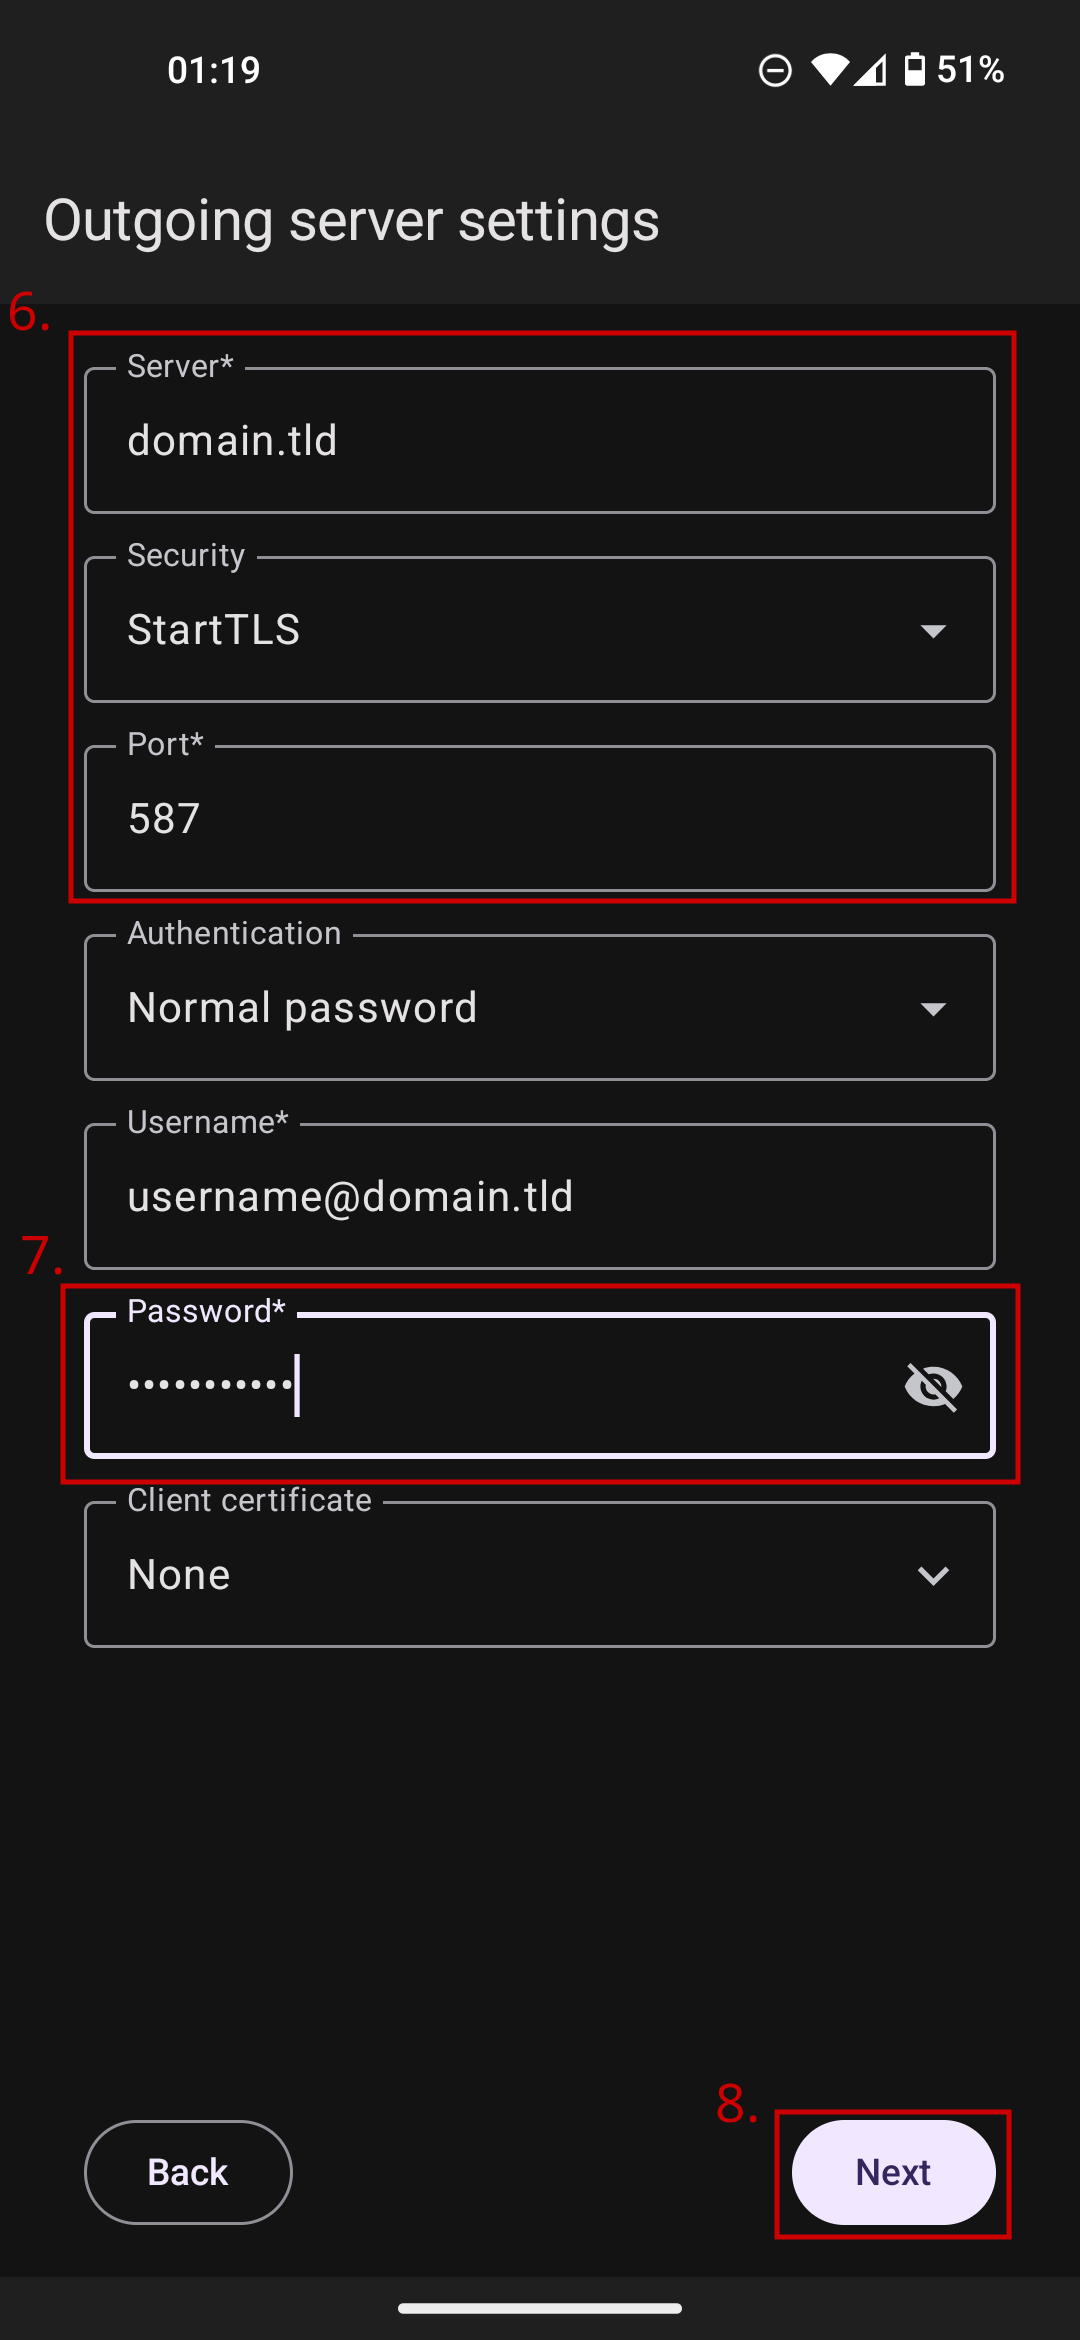 01:19
51%
Outgoing server settings
6.
Server*
domain.tld
Security
StartTLS
Port*
587
Authentication
Normal password
Username*
username@domain.tld
7.
Password*
•••••••••••
Client certificate
None
8.
Back
Next